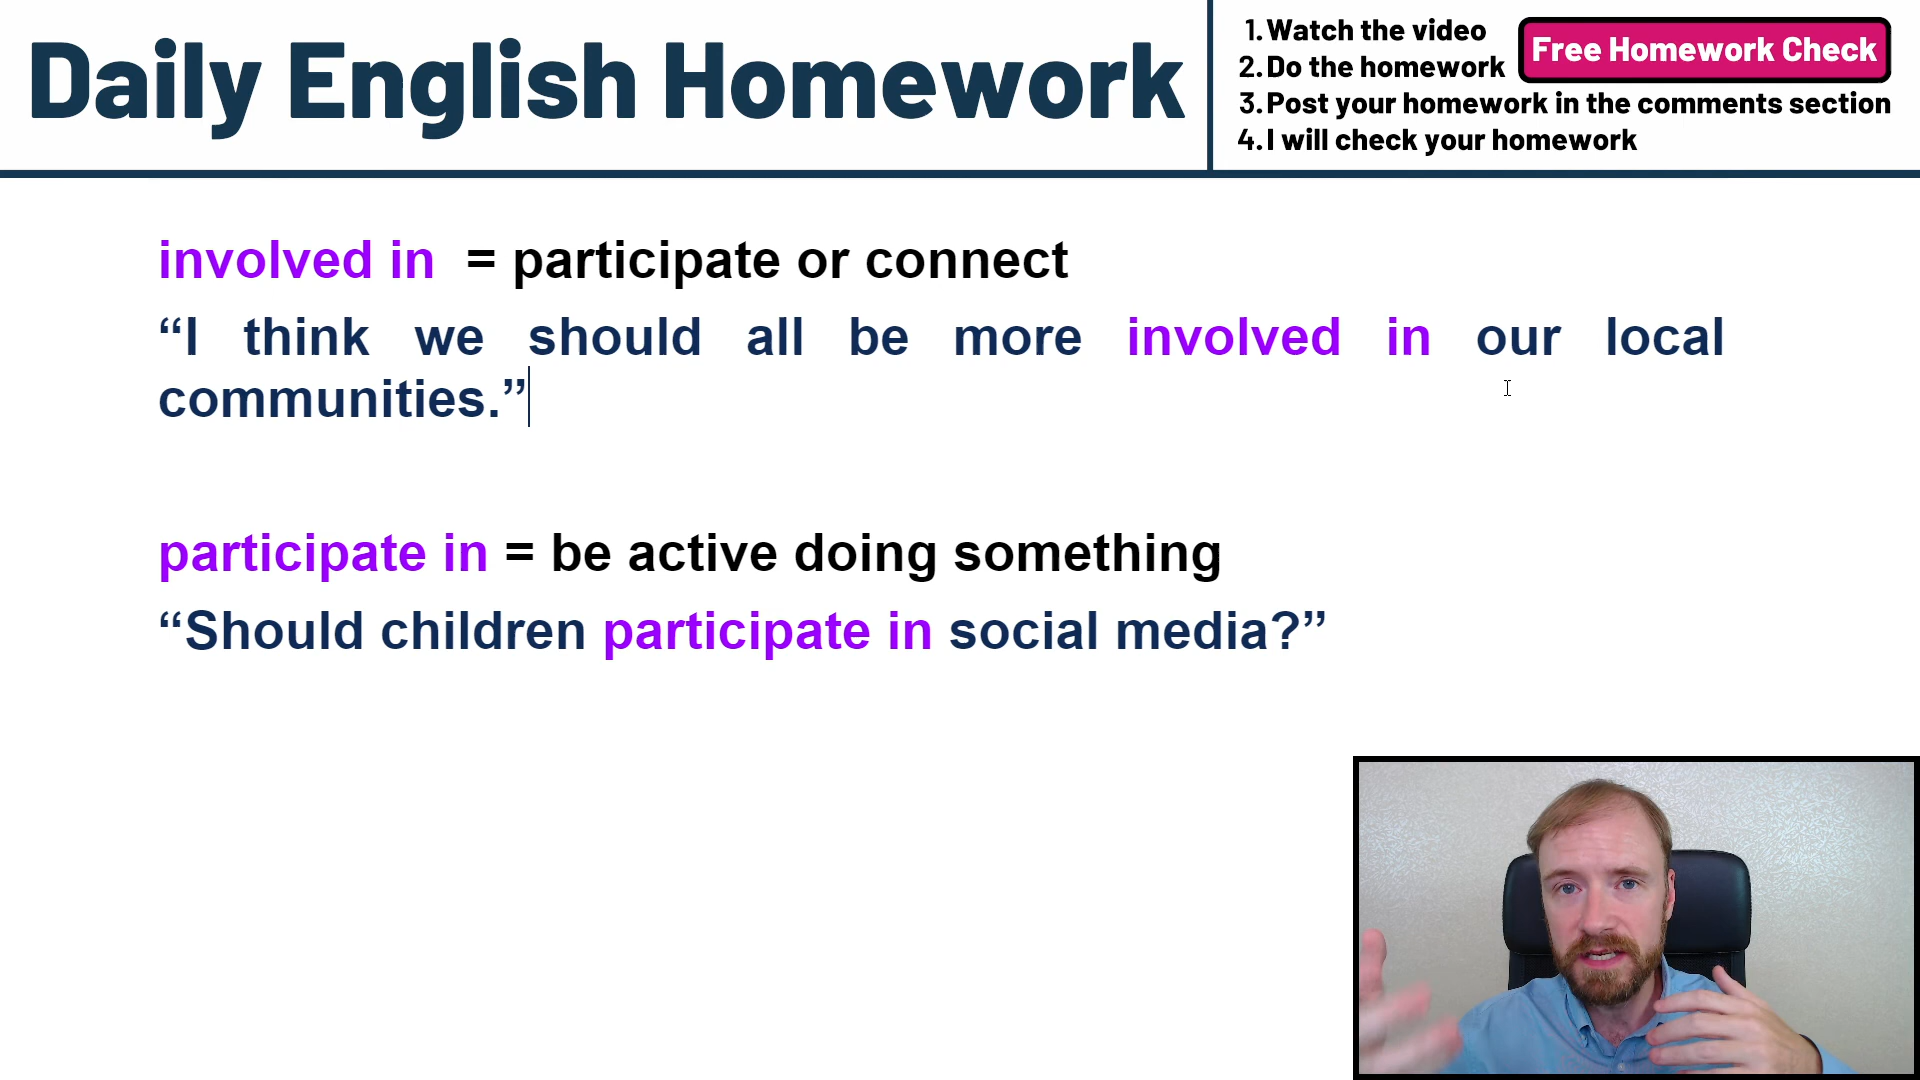 Daily English Homework
1. Watch the video
2. Do the homework
Free Homework Check
3. Post your homework in the comments section
4. I will check your homework
involved in = participate or connect
“I think we should all be more involved in our local
communities.”
participate in = be active doing something
“Should children participate in social media?”